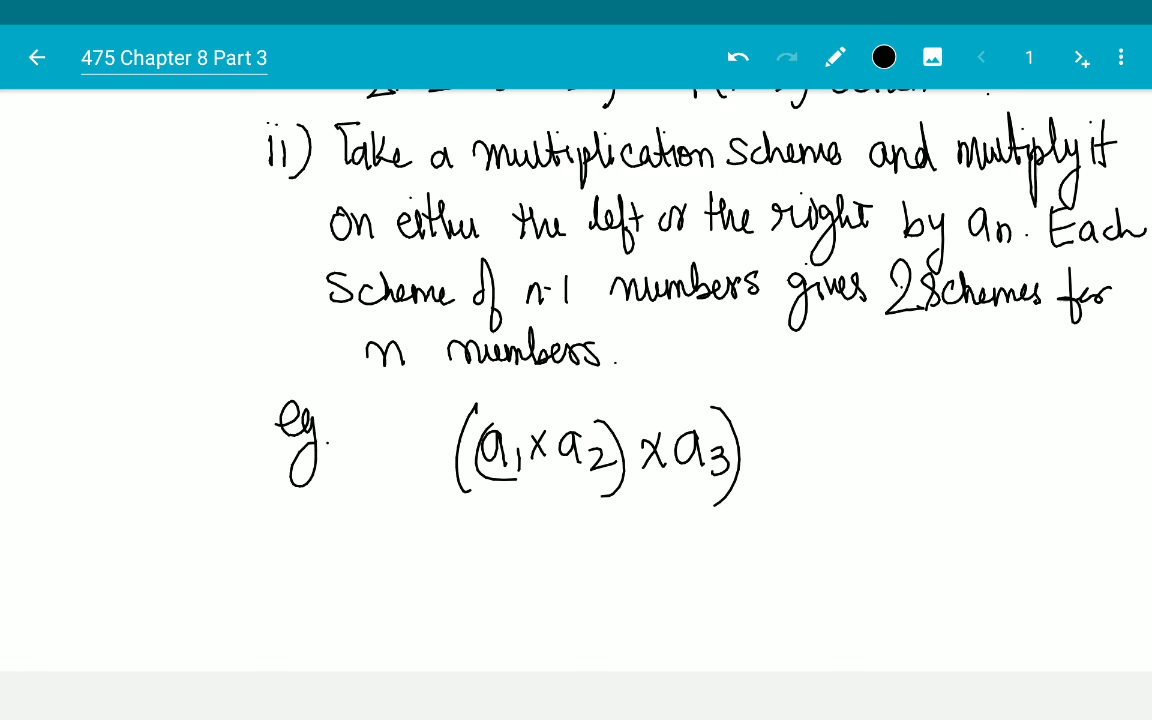 475 Chapter 8 Part 3
1
ii) Take a multiplication scheme and multiply it
on either the left or the right by an. Each
scheme of n-1 numbers gives 2 schemes for
n numbers.
eg. ((a₁ × a₂) × a₃)